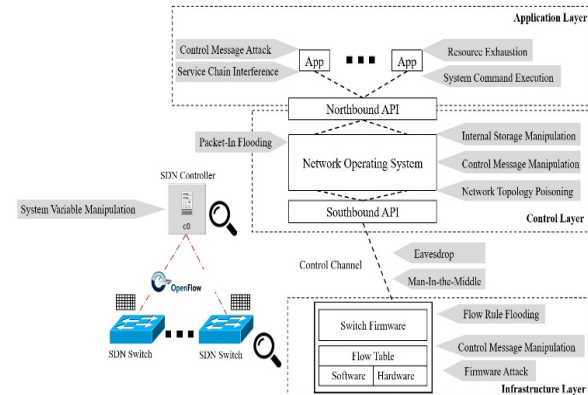 Application Layer
Control Message Attack
Service Chain Interference
App
App
Resource Exhaustion
System Command Execution
Northbound API
Packet-In Flooding
Network Operating System
Internal Storage Manipulation
Control Message Manipulation
Network Topology Poisoning
SDN Controller
System Variable Manipulation
c0
Southbound API
Control Layer
Control Channel
Eavesdrop
Man-In-the-Middle
OpenFlow
SDN Switch
SDN Switch
Switch Firmware
Flow Table
Software
Hardware
Flow Rule Flooding
Control Message Manipulation
Firmware Attack
Infrastructure Layer